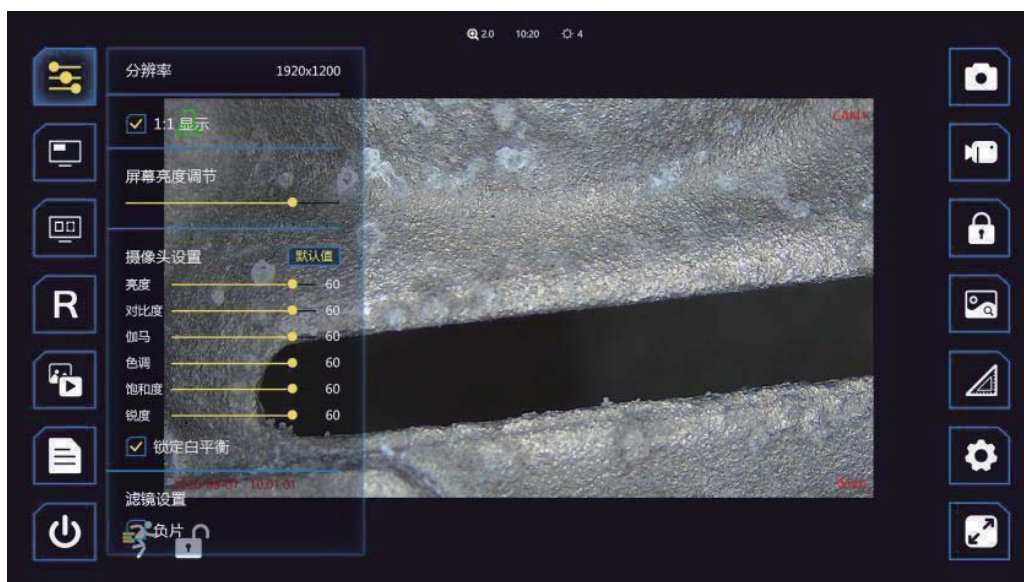 2.0 10:20 4
分辨率 1920x1200
1:1 显示
屏幕亮度调节
摄像头设置 默认值
亮度 60
对比度 60
伽马 60
色调 60
饱和度 60
锐度 60
锁定白平衡
滤镜设置
负片
R
10:01:01